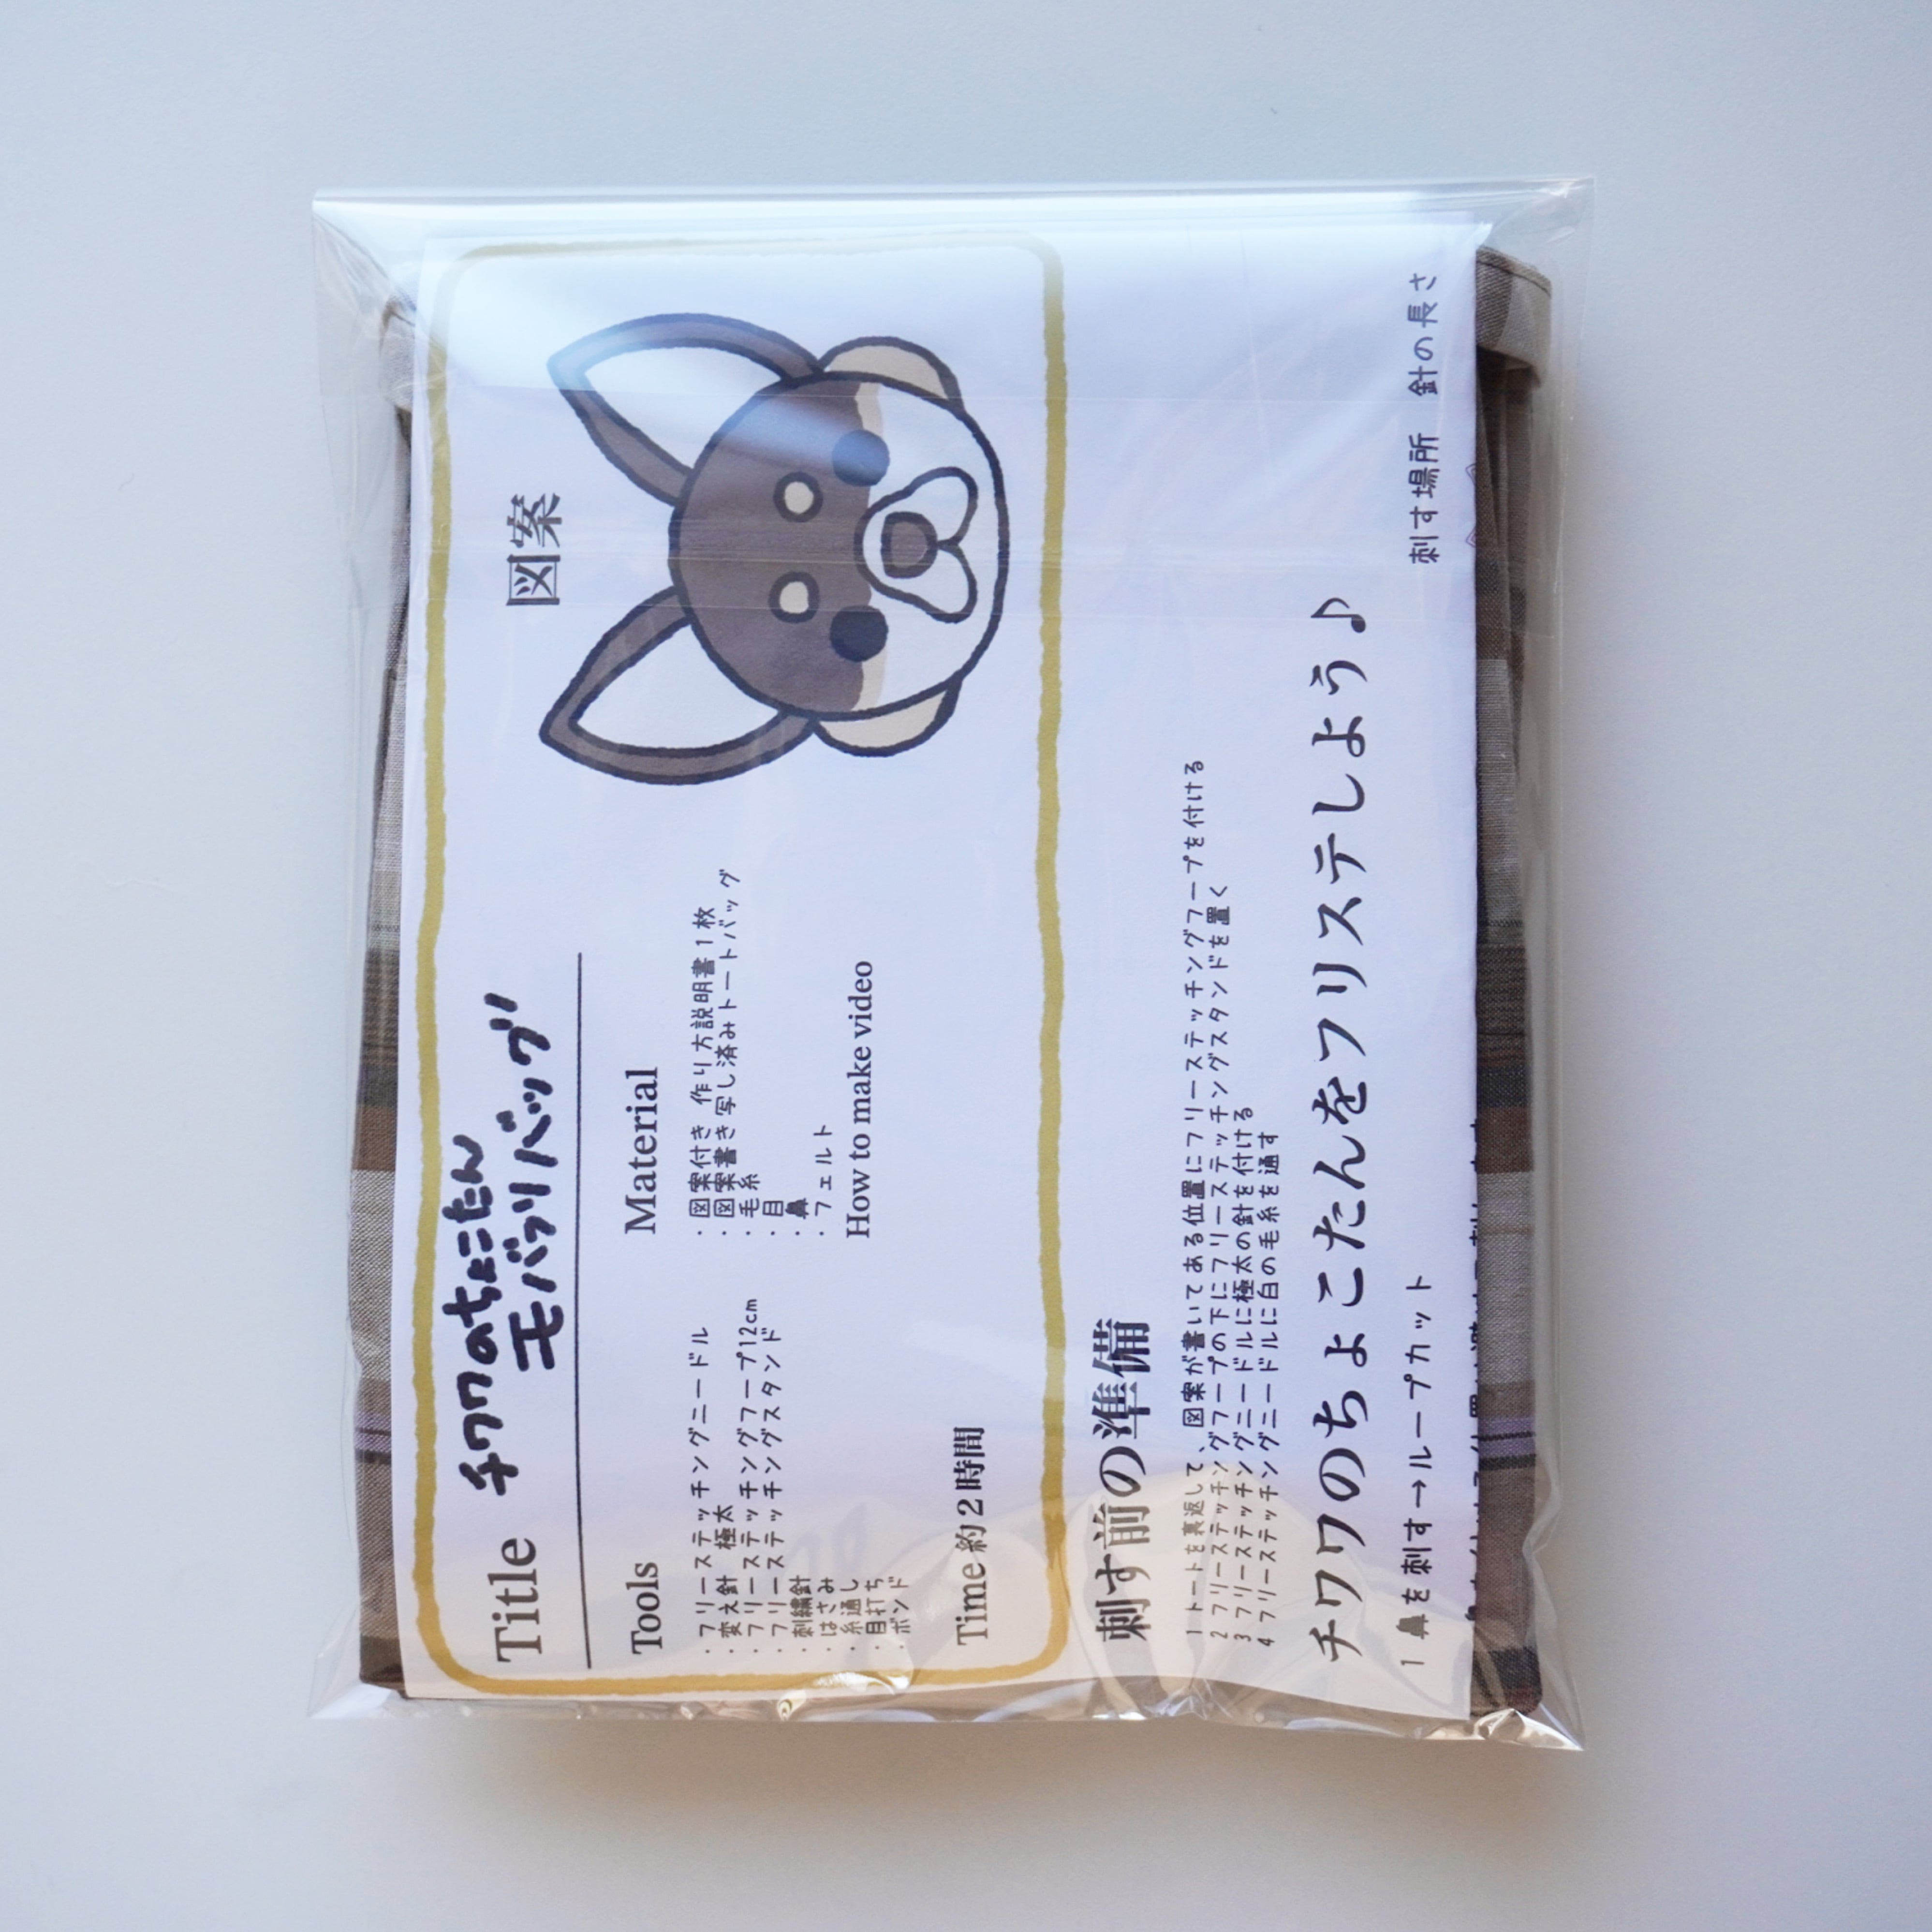 Title チワワのちょこたん
モバフリバッグ
図案
Tools
・フリーステッチングニードル
・変え針 極太
・フリーステッチングフープ12cm
・フリーステッチングスタンド
・刺繍針
・はさみ
・糸通し
・目打ち
・ボンド
Time 約2時間
Material
・図案付き 作り方説明書1枚
・図案書き写し済みトートバッグ
・毛糸
・目
・鼻
・フェルト
How to make video
刺す前の準備
1 トートを裏返して、図案が書いてある位置にフリーステッチングフープを付ける
2 フリーステッチングフープの下にフリーステッチングスタンドを置く
3 フリーステッチングニードルに極太の針を付ける
4 フリーステッチングニードルに白の毛糸を通す
チワワのちょこたんをフリステしよう♪
刺す場所 針の長さ
1 鼻を刺す→ループカット